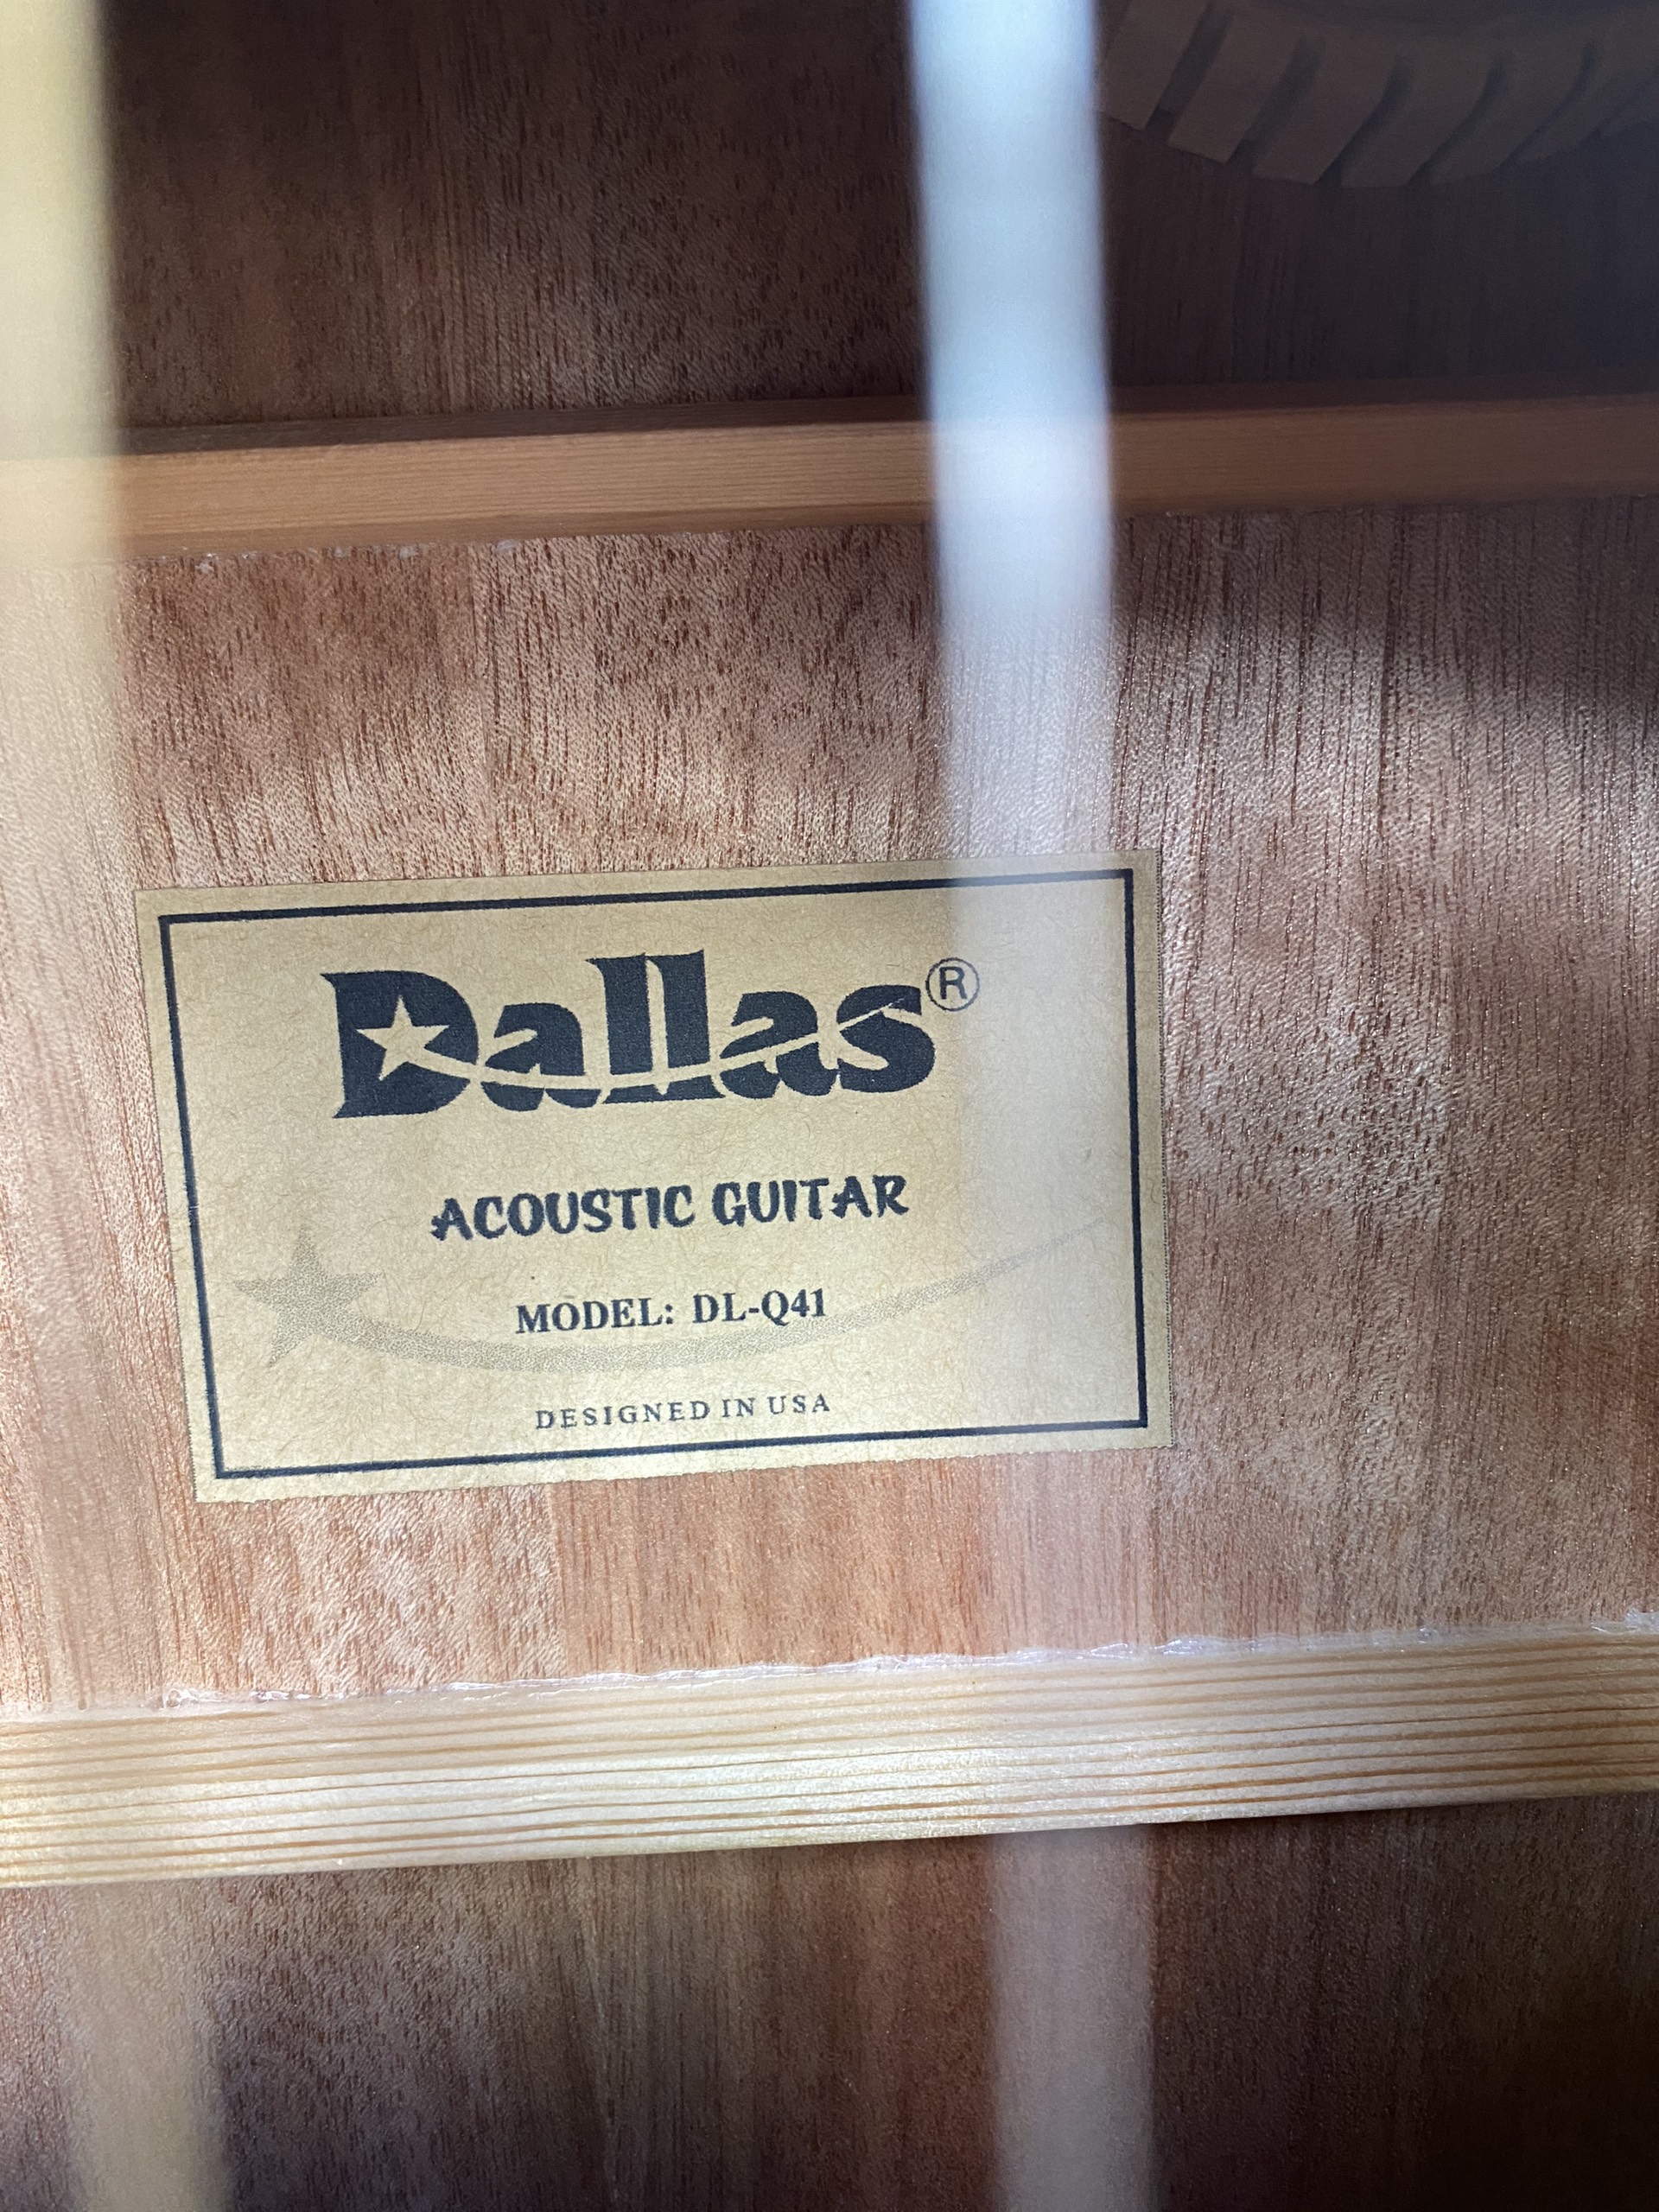 Dallas®
ACOUSTIC GUITAR
MODEL: DL-Q41
DESIGNED IN USA